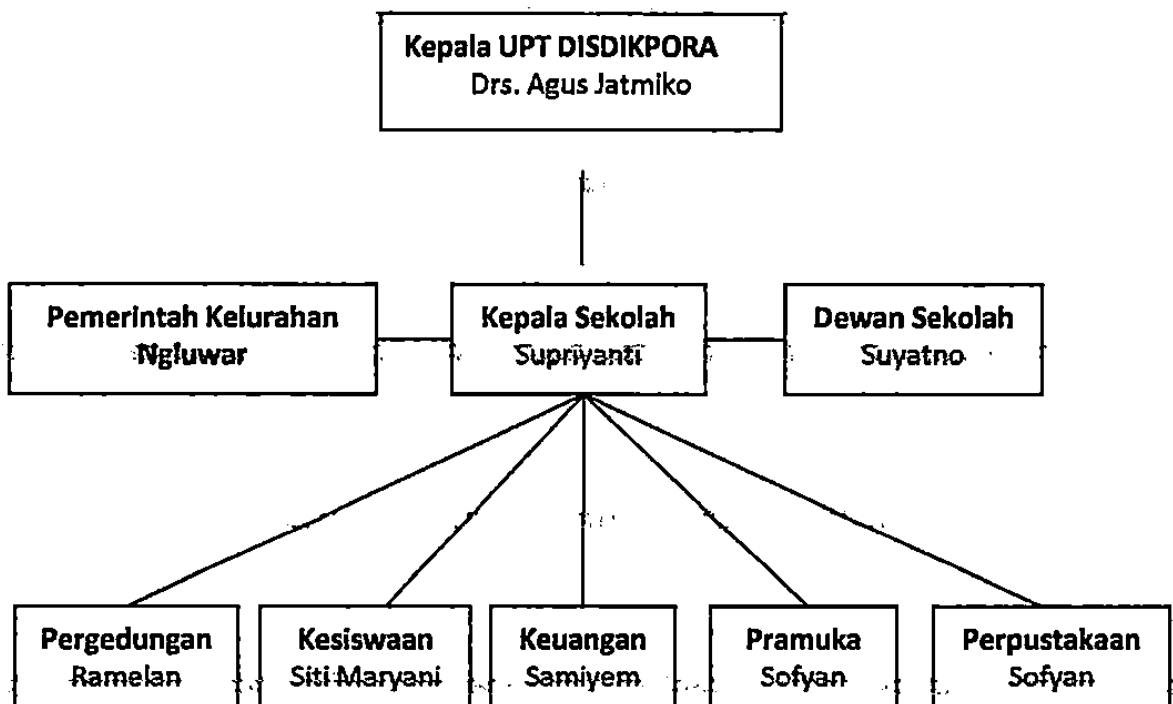 Kepala UPT DISDIKPORA
Drs. Agus Jatmiko
Pemerintah Kelurahan
Ngluwar
Kepala Sekolah
Supriyanti
Dewan Sekolah
Suyatno
Pergedungan
Ramelan
Kesiswaan
Siti Maryani
Keuangan
Samiyem
Pramuka
Sofyan
Perpustakaan
Sofyan